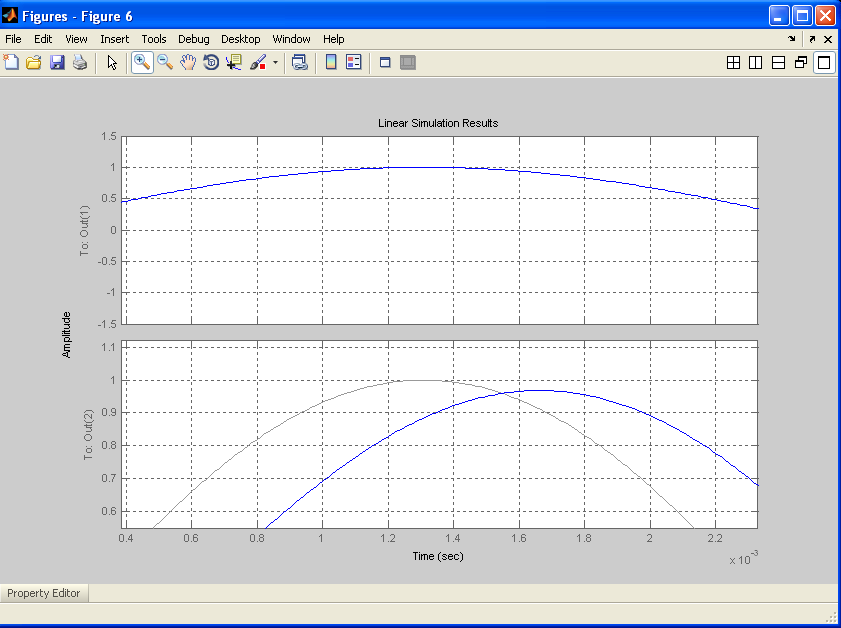 Figures - Figure 6
File Edit View Insert Tools Debug Desktop Window Help
Linear Simulation Results
1.5
1
0.5
0
-0.5
-1
-1.5
To: Out(1)
Amplitude
1.1
1
0.9
0.8
0.7
0.6
To: Out(2)
0.4 0.6 0.8 1 1.2 1.4 1.6 1.8 2 2.2
x 10⁻³
Time (sec)
Property Editor